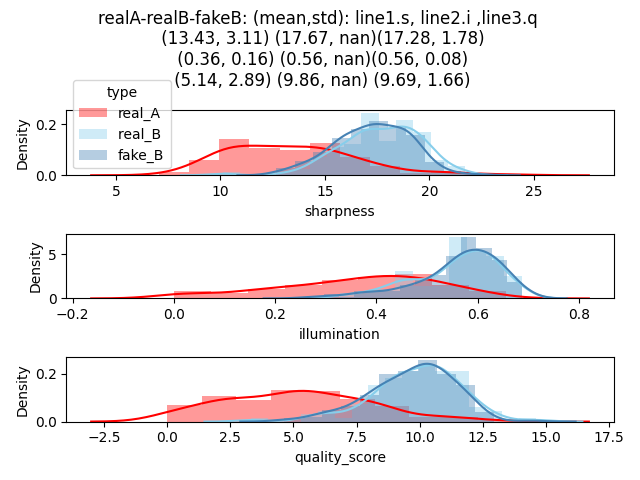 realA-realB-fakeB: (mean,std): line1.s, line2.i ,line3.q
(13.43, 3.11) (17.67, nan)(17.28, 1.78)
(0.36, 0.16) (0.56, nan)(0.56, 0.08)
(5.14, 2.89) (9.86, nan) (9.69, 1.66)
type
real_A
real_B
fake_B
Density
0.2
0.0
5
10
15
20
25
sharpness
Density
5
0
−0.2
0.0
0.2
0.4
0.6
0.8
illumination
Density
0.2
0.0
−2.5
0.0
2.5
5.0
7.5
10.0
12.5
15.0
17.5
quality_score